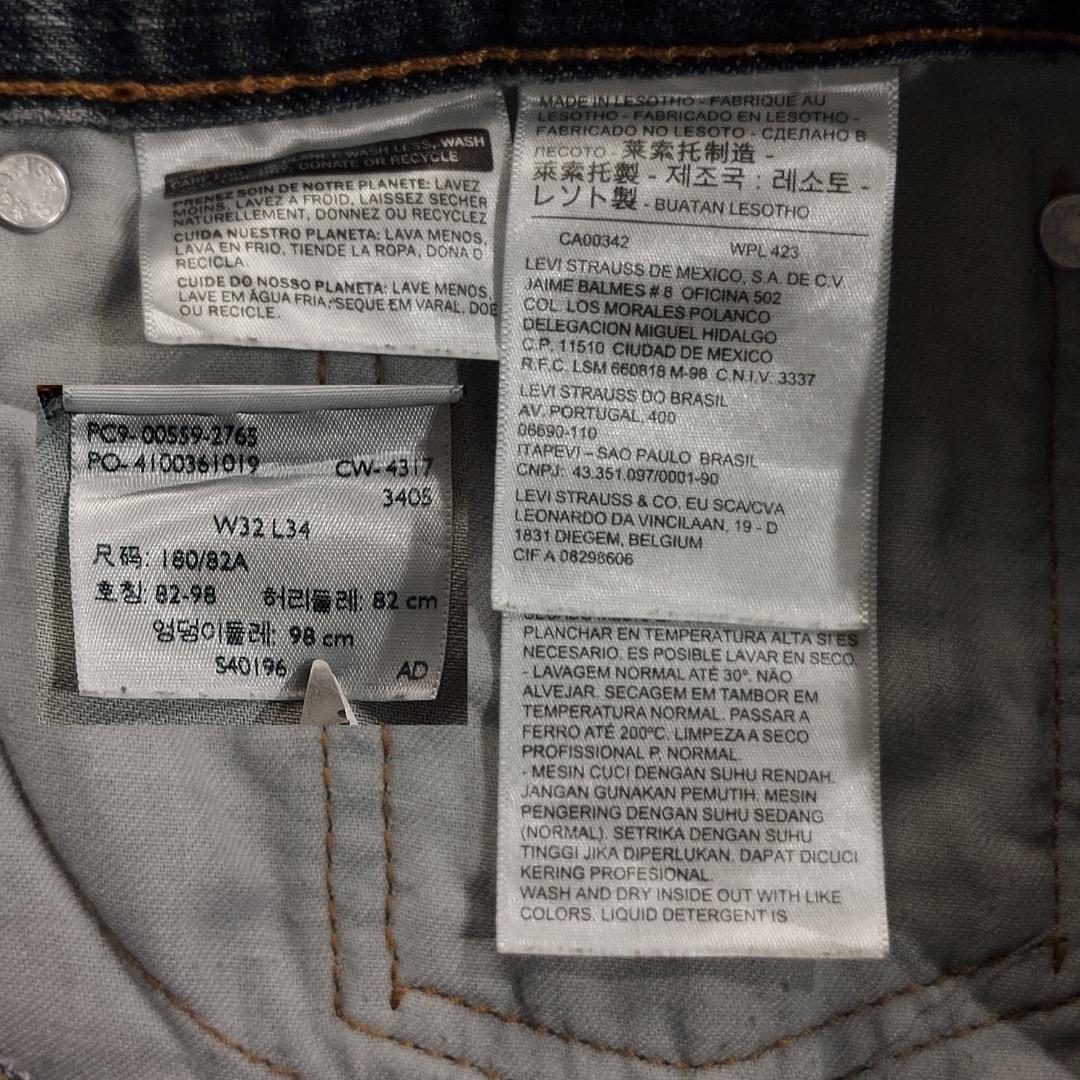 PLANET: WASH LESS, WASH
DONATE OR RECYCLE
PRENEZ SOIN DE NOTRE PLANETE: LAVEZ
MOINS, LAVEZ A FROID, LAISSEZ SECHER
NATURELLEMENT, DONNEZ OU RECYCLEZ
CUIDA NUESTRO PLANETA: LAVA MENOS,
LAVA EN FRIO, TIENDE LA ROPA, DONA O
RECICLA.
CUIDE DO NOSSO PLANETA: LAVE MENOS,
LAVE EM ÁGUA FRIA, SEQUE EM VARAL, DOE
OU RECICLE.
PC9-00559-2765
PO-4100361019 CW-4317
3405
W32 L34
尺码: 180/82A
호칭: 82-98 허리둘레: 82 cm
엉덩이둘레: 98 cm
S40196 AD
MADE IN LESOTHO - FABRIQUE AU
LESOTHO - FABRICADO EN LESOTHO -
FABRICADO NO LESOTO - СДЕЛАНО В
ЛЕСОТО - 莱索托制造 -
萊索托製 - 제조국 : 레소토 -
レソト製 - BUATAN LESOTHO
CA00342 WPL 423
LEVI STRAUSS DE MEXICO, S.A. DE C.V
JAIME BALMES # 8 OFICINA 502
COL. LOS MORALES POLANCO
DELEGACION MIGUEL HIDALGO
C.P. 11510 CIUDAD DE MEXICO
R.F.C. LSM 660818 M-98 C.N.I.V. 3337
LEVI STRAUSS DO BRASIL
AV. PORTUGAL, 400
06690-110
ITAPEVI – SAO PAULO BRASIL
CNPJ: 43.351.097/0001-90
LEVI STRAUSS & CO. EU SCA/CVA
LEONARDO DA VINCILAAN, 19 - D
1831 DIEGEM, BELGIUM
CIF A 08298606
PLANCHAR EN TEMPERATURA ALTA SI ES
NECESARIO. ES POSIBLE LAVAR EN SECO.
- LAVAGEM NORMAL ATÉ 30º. NÃO
ALVEJAR. SECAGEM EM TAMBOR EM
TEMPERATURA NORMAL. PASSAR A
FERRO ATÉ 200ºC. LIMPEZA A SECO
PROFISSIONAL P, NORMAL.
- MESIN CUCI DENGAN SUHU RENDAH.
JANGAN GUNAKAN PEMUTIH. MESIN
PENGERING DENGAN SUHU SEDANG
(NORMAL). SETRIKA DENGAN SUHU
TINGGI JIKA DIPERLUKAN. DAPAT DICUCI
KERING PROFESIONAL.
WASH AND DRY INSIDE OUT WITH LIKE
COLORS. LIQUID DETERGENT IS